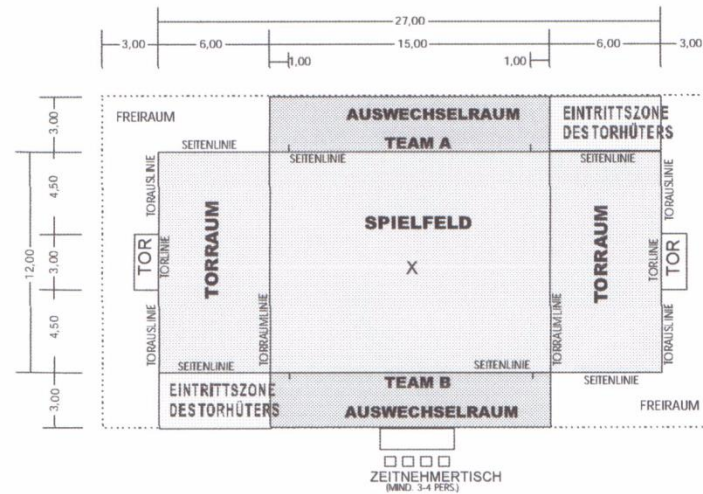 27,00
3,00 6,00 15,00 6,00 3,00
1,00 1,00
3,00
FREIRAUM
AUSWECHSELRAUM
TEAM A
EINTRITTSZONE
DES TORHÜTERS
SEITENLINIE
SEITENLINIE
SEITENLINIE
4,50
TORAUSLINIE
TORAUSLINIE
12,00
3,00
TOR
TORLINIE
TORRAUM
SPIELFELD
X
TORRAUM
TORLINIE
TOR
4,50
TORAUSLINIE
TORRAUMLINIE
TORRAUMLINIE
TORAUSLINIE
SEITENLINIE
SEITENLINIE
SEITENLINIE
3,00
EINTRITTSZONE
DES TORHÜTERS
TEAM B
AUSWECHSELRAUM
FREIRAUM
ZEITNEHMERTISCH
(MIND. 3-4 PERS.)